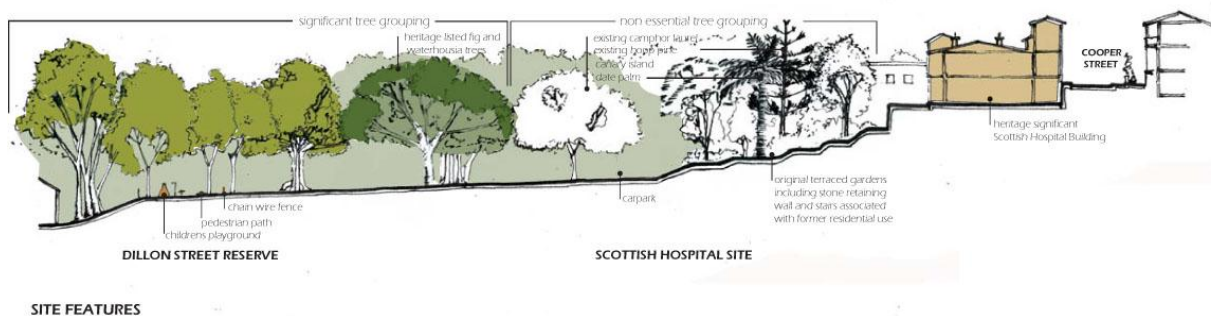 significant tree grouping
non essential tree grouping
heritage listed fig and
waterhousia trees
existing camphor laurel
existing hoop pine
canary island
date palm
COOPER
STREET
heritage significant
Scottish Hospital Building
original terraced gardens
including stone retaining
wall and stairs associated
with former residential use
carpark
chain wire fence
pedestrian path
childrens playground
DILLON STREET RESERVE
SCOTTISH HOSPITAL SITE
SITE FEATURES